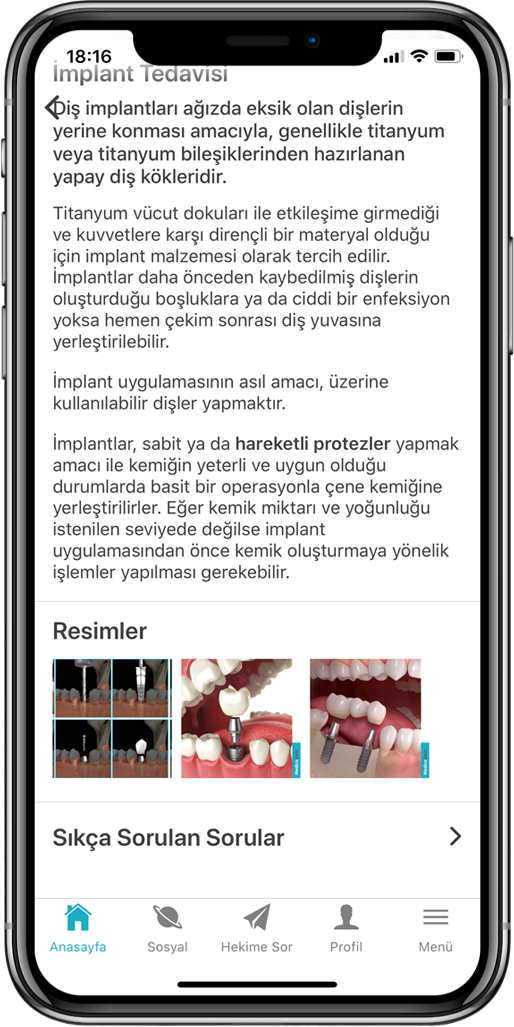 18:16
İmplant Tedavisi
Diş implantları ağızda eksik olan dişlerin
yerine konması amacıyla, genellikle titanyum
veya titanyum bileşiklerinden hazırlanan
yapay diş kökleridir.
Titanyum vücut dokuları ile etkileşime girmediği
ve kuvvetlere karşı dirençli bir materyal olduğu
için implant malzemesi olarak tercih edilir.
İmplantlar daha önceden kaybedilmiş dişlerin
oluşturduğu boşluklara ya da ciddi bir enfeksiyon
yoksa hemen çekim sonrası diş yuvasına
yerleştirilebilir.
İmplant uygulamasının asıl amacı, üzerine
kullanılabilir dişler yapmaktır.
İmplantlar, sabit ya da hareketli protezler yapmak
amacı ile kemiğin yeterli ve uygun olduğu
durumlarda basit bir operasyonla çene kemiğine
yerleştirilirler. Eğer kemik miktarı ve yoğunluğu
istenilen seviyede değilse implant
uygulamasından önce kemik oluşturmaya yönelik
işlemler yapılması gerekebilir.
Resimler
Sıkça Sorulan Sorular
Anasayfa
Sosyal
Hekime Sor
Profil
Menü